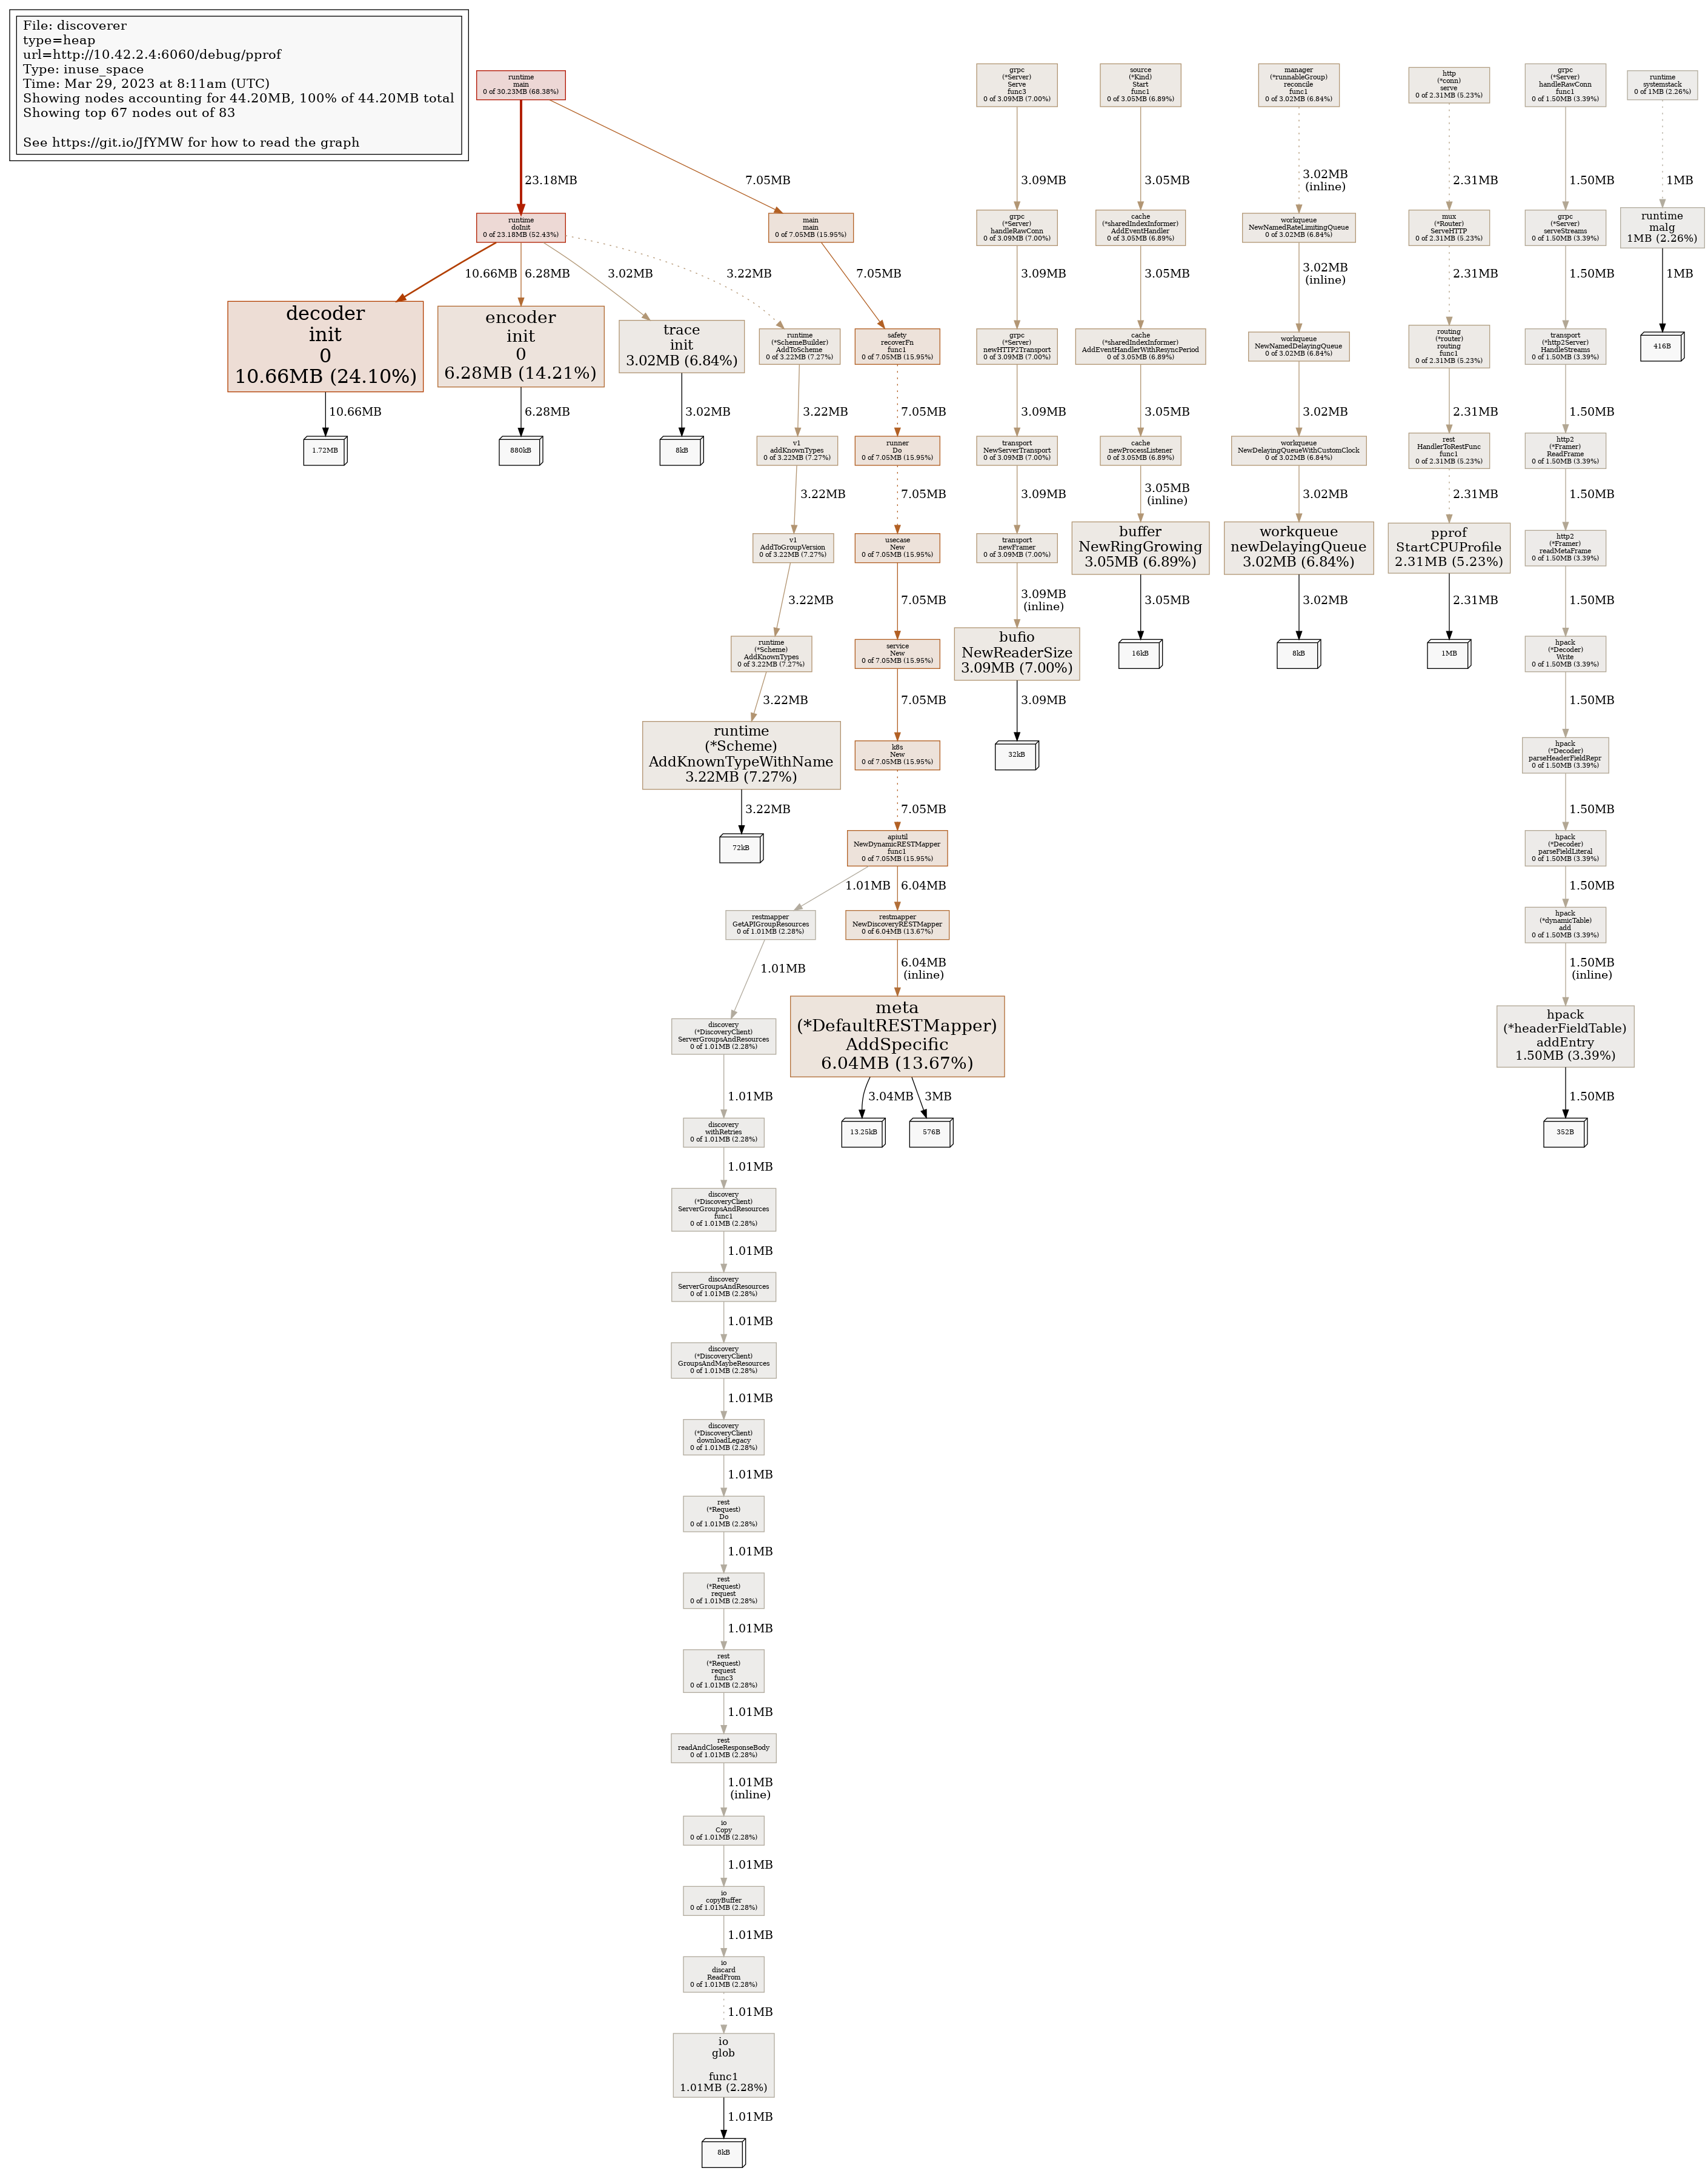 File: discoverer
type=heap
url=http://10.42.2.4:6060/debug/pprof
Type: inuse_space
Time: Mar 29, 2023 at 8:11am (UTC)
Showing nodes accounting for 44.20MB, 100% of 44.20MB total
Showing top 67 nodes out of 83
See https://git.io/JfYMW for how to read the graph
runtime
main
0 of 30.23MB (68.38%)
23.18MB
7.05MB
runtime
doInit
0 of 23.18MB (52.43%)
10.66MB
6.28MB
3.02MB
3.22MB
decoder
init
0
10.66MB (24.10%)
10.66MB
1.72MB
encoder
init
0
6.28MB (14.21%)
6.28MB
880kB
trace
init
3.02MB (6.84%)
3.02MB
8kB
runtime
(*SchemeBuilder)
AddToScheme
0 of 3.22MB (7.27%)
3.22MB
v1
addKnownTypes
0 of 3.22MB (7.27%)
3.22MB
v1
AddToGroupVersion
0 of 3.22MB (7.27%)
3.22MB
runtime
(*Scheme)
AddKnownTypes
0 of 3.22MB (7.27%)
3.22MB
runtime
(*Scheme)
AddKnownTypeWithName
3.22MB (7.27%)
3.22MB
72kB
main
main
0 of 7.05MB (15.95%)
7.05MB
safety
recoverFn
func1
0 of 7.05MB (15.95%)
7.05MB
runner
Do
0 of 7.05MB (15.95%)
7.05MB
usecase
New
0 of 7.05MB (15.95%)
7.05MB
service
New
0 of 7.05MB (15.95%)
7.05MB
k8s
New
0 of 7.05MB (15.95%)
7.05MB
apiutil
NewDynamicRESTMapper
func1
0 of 7.05MB (15.95%)
1.01MB
6.04MB
restmapper
GetAPIGroupResources
0 of 1.01MB (2.28%)
1.01MB
restmapper
NewDiscoveryRESTMapper
0 of 6.04MB (13.67%)
6.04MB
(inline)
meta
(*DefaultRESTMapper)
AddSpecific
6.04MB (13.67%)
3.04MB
3MB
13.25kB
576B
discovery
(*DiscoveryClient)
ServerGroupsAndResources
0 of 1.01MB (2.28%)
1.01MB
discovery
withRetries
0 of 1.01MB (2.28%)
1.01MB
discovery
(*DiscoveryClient)
ServerGroupsAndResources
func1
0 of 1.01MB (2.28%)
1.01MB
discovery
ServerGroupsAndResources
0 of 1.01MB (2.28%)
1.01MB
discovery
(*DiscoveryClient)
GroupsAndMaybeResources
0 of 1.01MB (2.28%)
1.01MB
discovery
(*DiscoveryClient)
downloadLegacy
0 of 1.01MB (2.28%)
1.01MB
rest
(*Request)
Do
0 of 1.01MB (2.28%)
1.01MB
rest
(*Request)
request
0 of 1.01MB (2.28%)
1.01MB
rest
(*Request)
request
func3
0 of 1.01MB (2.28%)
1.01MB
rest
readAndCloseResponseBody
0 of 1.01MB (2.28%)
1.01MB
(inline)
io
Copy
0 of 1.01MB (2.28%)
1.01MB
io
copyBuffer
0 of 1.01MB (2.28%)
1.01MB
io
discard
ReadFrom
0 of 1.01MB (2.28%)
1.01MB
io
glob
func1
1.01MB (2.28%)
1.01MB
8kB
grpc
(*Server)
Serve
func3
0 of 3.09MB (7.00%)
3.09MB
grpc
(*Server)
handleRawConn
0 of 3.09MB (7.00%)
3.09MB
grpc
(*Server)
newHTTP2Transport
0 of 3.09MB (7.00%)
3.09MB
transport
NewServerTransport
0 of 3.09MB (7.00%)
3.09MB
transport
newFramer
0 of 3.09MB (7.00%)
3.09MB
(inline)
bufio
NewReaderSize
3.09MB (7.00%)
3.09MB
32kB
source
(*Kind)
Start
func1
0 of 3.05MB (6.89%)
3.05MB
cache
(*sharedIndexInformer)
AddEventHandler
0 of 3.05MB (6.89%)
3.05MB
cache
(*sharedIndexInformer)
AddEventHandlerWithResyncPeriod
0 of 3.05MB (6.89%)
3.05MB
cache
newProcessListener
0 of 3.05MB (6.89%)
3.05MB
(inline)
buffer
NewRingGrowing
3.05MB (6.89%)
3.05MB
16kB
manager
(*runnableGroup)
reconcile
func1
0 of 3.02MB (6.84%)
3.02MB
(inline)
workqueue
NewNamedRateLimitingQueue
0 of 3.02MB (6.84%)
3.02MB
(inline)
workqueue
NewNamedDelayingQueue
0 of 3.02MB (6.84%)
3.02MB
workqueue
NewDelayingQueueWithCustomClock
0 of 3.02MB (6.84%)
3.02MB
workqueue
newDelayingQueue
3.02MB (6.84%)
3.02MB
8kB
http
(*conn)
serve
0 of 2.31MB (5.23%)
2.31MB
mux
(*Router)
ServeHTTP
0 of 2.31MB (5.23%)
2.31MB
routing
(*router)
routing
func1
0 of 2.31MB (5.23%)
2.31MB
rest
HandlerToRestFunc
func1
0 of 2.31MB (5.23%)
2.31MB
pprof
StartCPUProfile
2.31MB (5.23%)
2.31MB
1MB
grpc
(*Server)
handleRawConn
func1
0 of 1.50MB (3.39%)
1.50MB
grpc
(*Server)
serveStreams
0 of 1.50MB (3.39%)
1.50MB
transport
(*http2Server)
HandleStreams
0 of 1.50MB (3.39%)
1.50MB
http2
(*Framer)
ReadFrame
0 of 1.50MB (3.39%)
1.50MB
http2
(*Framer)
readMetaFrame
0 of 1.50MB (3.39%)
1.50MB
hpack
(*Decoder)
Write
0 of 1.50MB (3.39%)
1.50MB
hpack
(*Decoder)
parseHeaderFieldRepr
0 of 1.50MB (3.39%)
1.50MB
hpack
(*Decoder)
parseFieldLiteral
0 of 1.50MB (3.39%)
1.50MB
hpack
(*dynamicTable)
add
0 of 1.50MB (3.39%)
1.50MB
(inline)
hpack
(*headerFieldTable)
addEntry
1.50MB (3.39%)
1.50MB
352B
runtime
systemstack
0 of 1MB (2.26%)
1MB
runtime
malg
1MB (2.26%)
1MB
416B